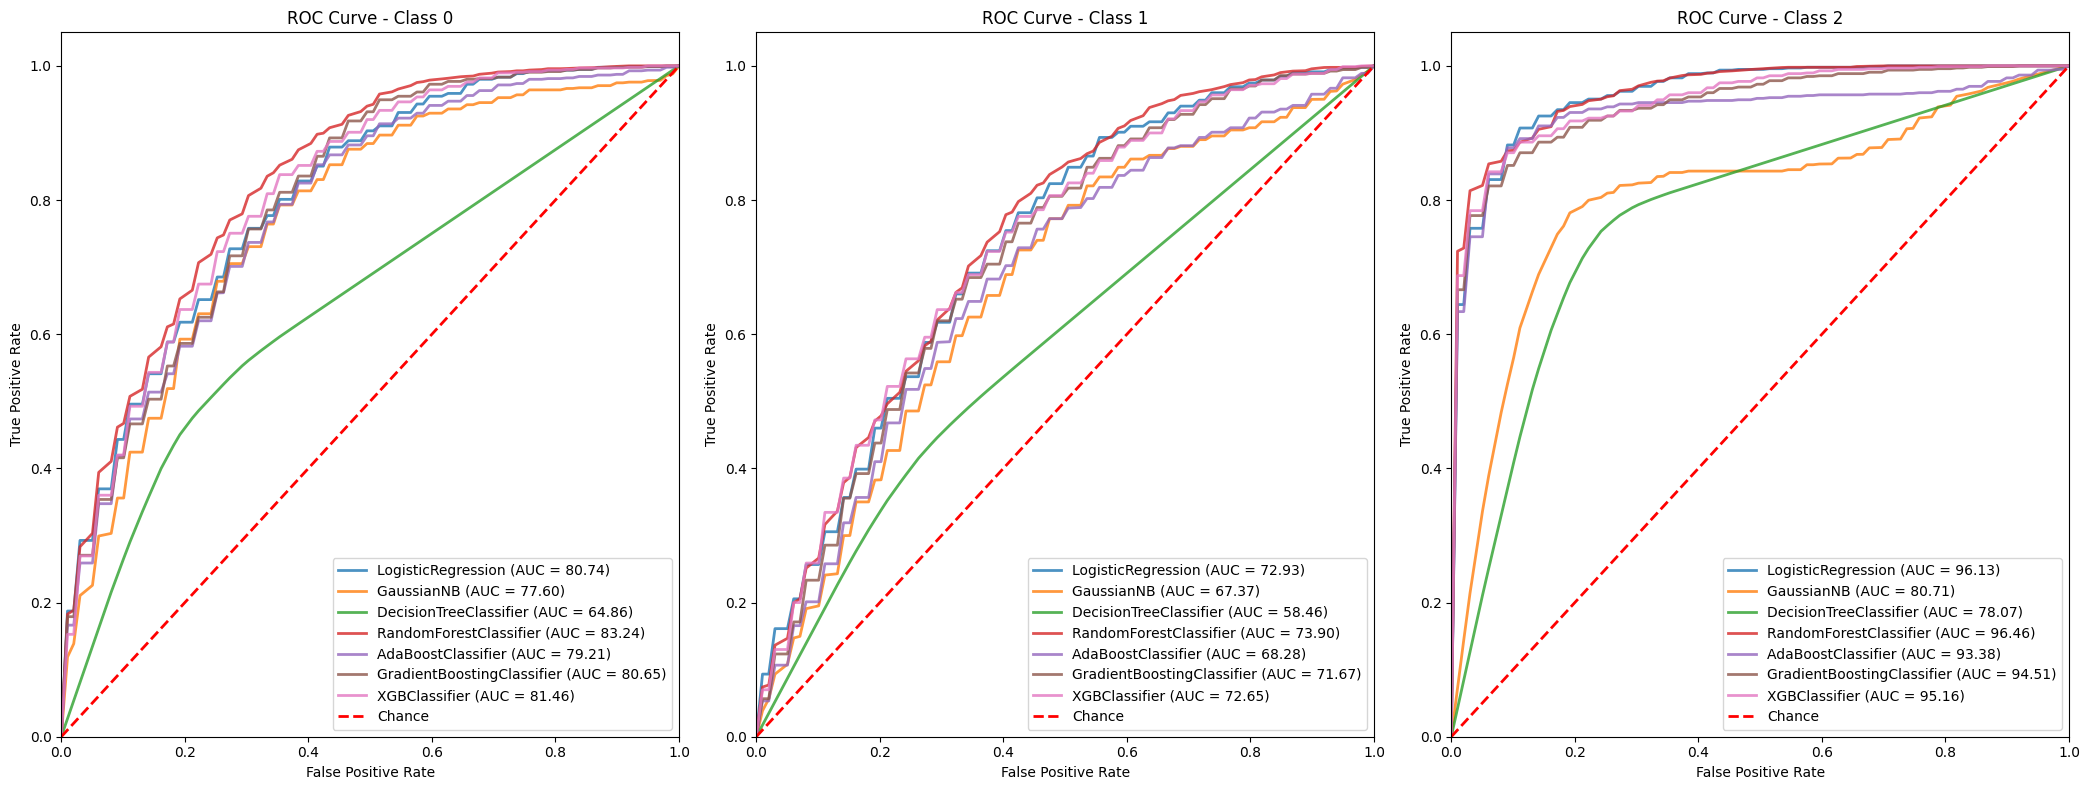 ROC Curve - Class 0
True Positive Rate
1.0
0.8
0.6
0.4
0.2
0.0
LogisticRegression (AUC = 80.74)
GaussianNB (AUC = 77.60)
DecisionTreeClassifier (AUC = 64.86)
RandomForestClassifier (AUC = 83.24)
AdaBoostClassifier (AUC = 79.21)
GradientBoostingClassifier (AUC = 80.65)
XGBClassifier (AUC = 81.46)
Chance
0.0 0.2 0.4 0.6 0.8 1.0
False Positive Rate
ROC Curve - Class 1
True Positive Rate
1.0
0.8
0.6
0.4
0.2
0.0
LogisticRegression (AUC = 72.93)
GaussianNB (AUC = 67.37)
DecisionTreeClassifier (AUC = 58.46)
RandomForestClassifier (AUC = 73.90)
AdaBoostClassifier (AUC = 68.28)
GradientBoostingClassifier (AUC = 71.67)
XGBClassifier (AUC = 72.65)
Chance
0.0 0.2 0.4 0.6 0.8 1.0
False Positive Rate
ROC Curve - Class 2
True Positive Rate
1.0
0.8
0.6
0.4
0.2
0.0
LogisticRegression (AUC = 96.13)
GaussianNB (AUC = 80.71)
DecisionTreeClassifier (AUC = 78.07)
RandomForestClassifier (AUC = 96.46)
AdaBoostClassifier (AUC = 93.38)
GradientBoostingClassifier (AUC = 94.51)
XGBClassifier (AUC = 95.16)
Chance
0.0 0.2 0.4 0.6 0.8 1.0
False Positive Rate